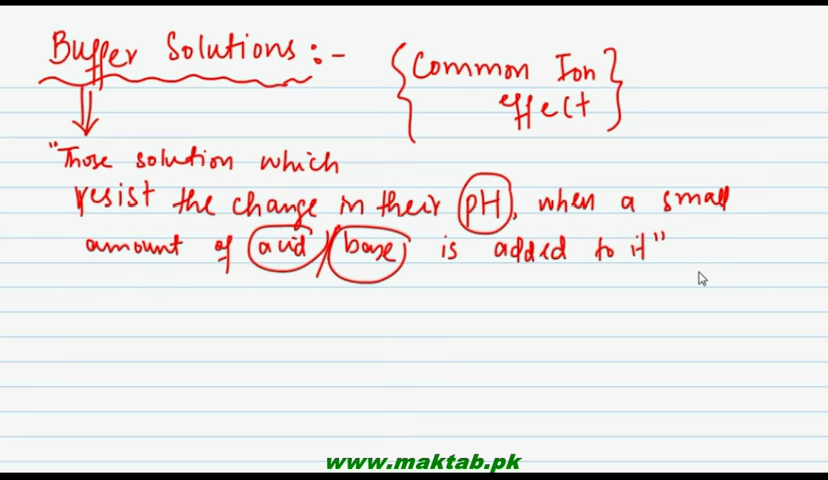 Buffer Solutions :-
{Common Ion
effect}
"Those solution which
resist the change in their pH, when a small
amount of acid/base is added to it"
www.maktab.pk